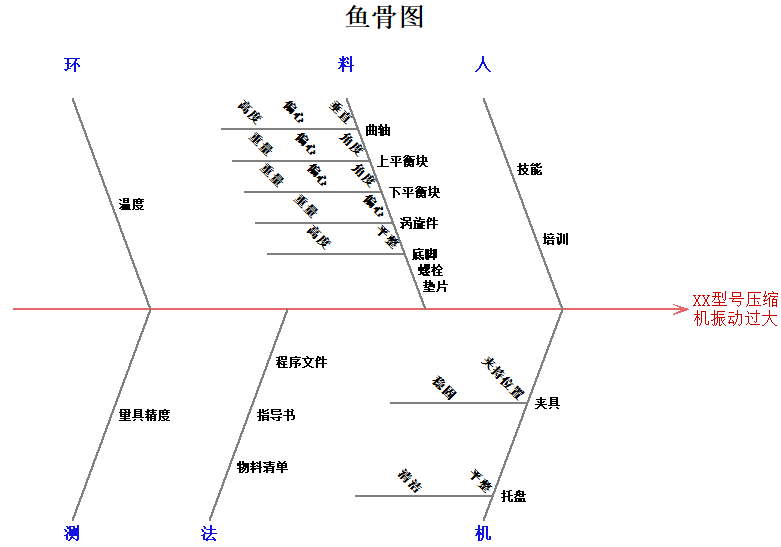 鱼骨图
环
料
人
高度
偏心
垂直
曲轴
重量
偏心
角度
上平衡块
重量
偏心
角度
下平衡块
重量
偏心
涡旋件
高度
平整
底脚
螺栓
垫片
技能
培训
温度
XX型号压缩
机振动过大
程序文件
指导书
物料清单
量具精度
稳固
夹持位置
夹具
清洁
平整
托盘
测
法
机